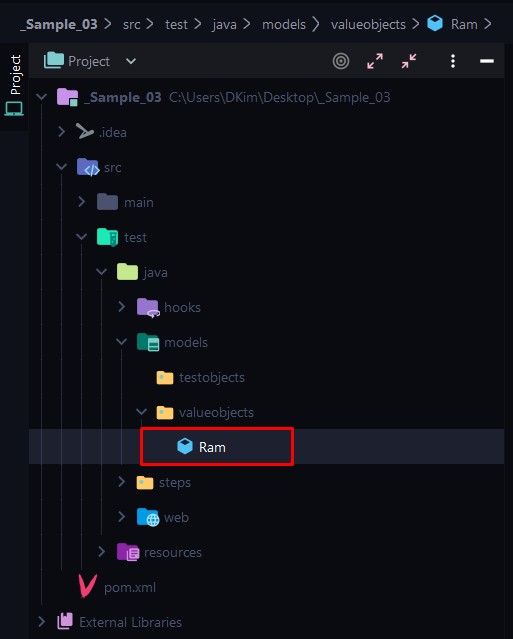 _Sample_03 > src > test > java > models > valueobjects > Ram >
Project
Project
_Sample_03 C:\Users\DKim\Desktop\_Sample_03
.idea
src
main
test
java
hooks
models
testobjects
valueobjects
Ram
steps
web
resources
pom.xml
External Libraries